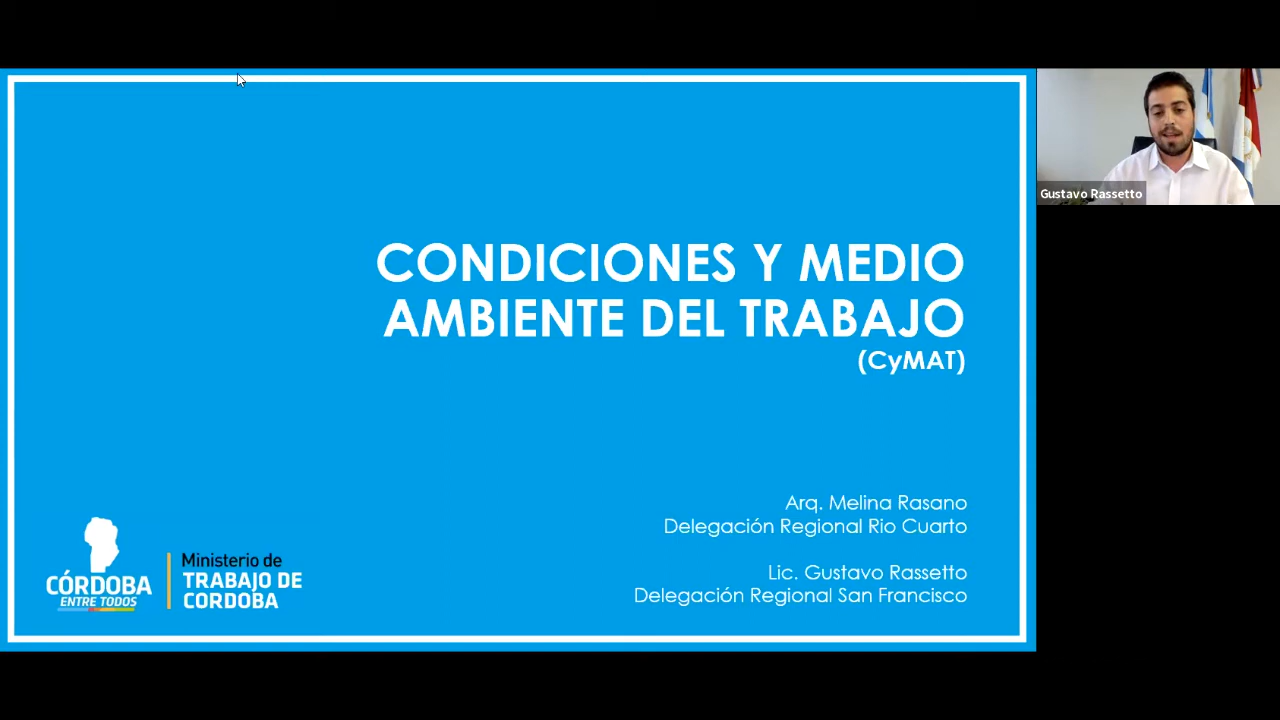 CONDICIONES Y MEDIO
AMBIENTE DEL TRABAJO
(CyMAT)
Arq. Melina Rasano
Delegación Regional Rio Cuarto
Lic. Gustavo Rassetto
Delegación Regional San Francisco
CÓRDOBA
ENTRE TODOS
Ministerio de
TRABAJO DE
CORDOBA
Gustavo Rassetto